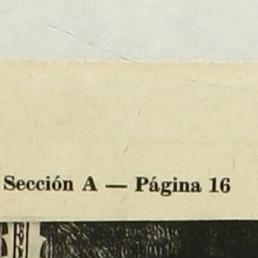 Sección A — Página 16